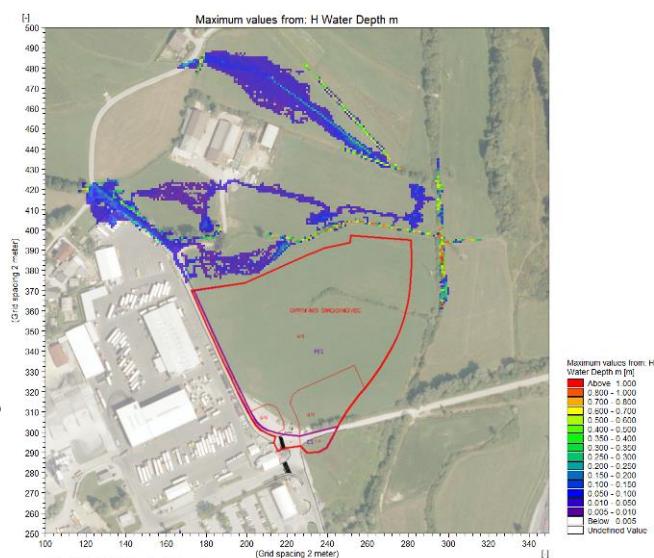 [-]
Maximum values from: H Water Depth m
500
490
480
470
460
450
440
430
420
410
400
390
380
370
360
350
340
330
320
310
300
290
280
270
260
250
(Grid spacing 2 meter)
100 120 140 160 180 200 220 240 260 280 300 320 340
(Grid spacing 2 meter)
[-]
Maximum values from: H
Water Depth m [m]
Above 1.000
0.800 - 1.000
0.700 - 0.800
0.600 - 0.700
0.500 - 0.600
0.400 - 0.500
0.350 - 0.400
0.300 - 0.350
0.250 - 0.300
0.200 - 0.250
0.150 - 0.200
0.100 - 0.150
0.050 - 0.100
0.010 - 0.050
0.005 - 0.010
Below 0.005
Undefined Value